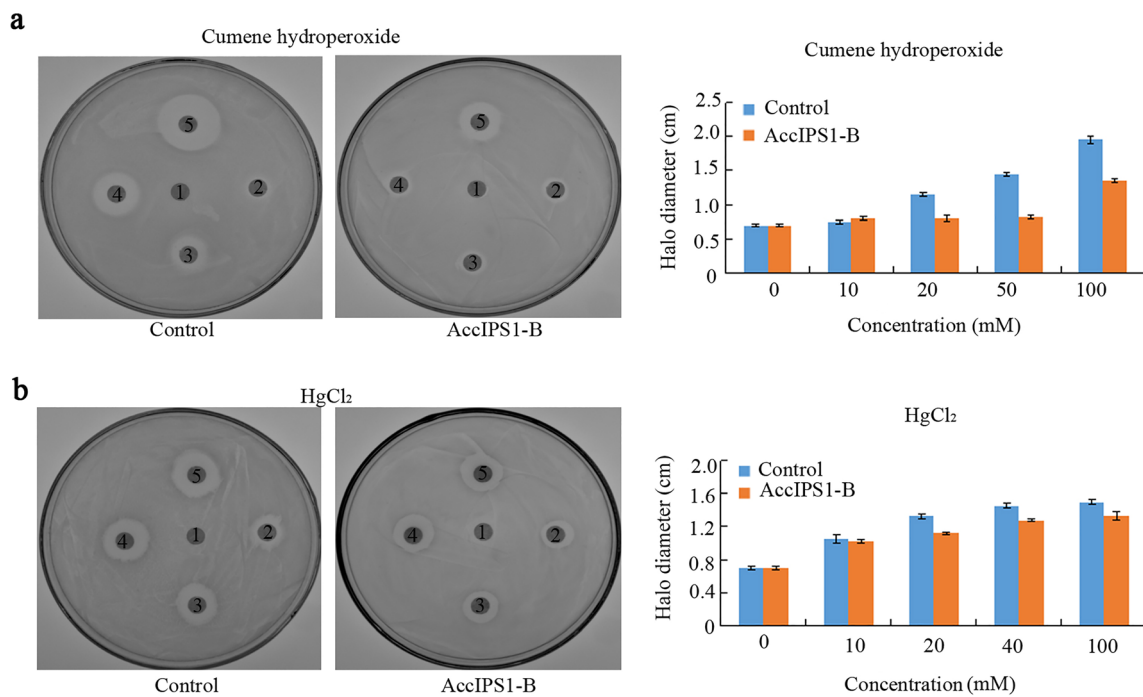 a
Cumene hydroperoxide
5
4
1
2
3
Control
5
4
1
2
3
AccIPS1-B
Cumene hydroperoxide
Halo diameter (cm)
2.5
2.0
1.5
1.0
0.5
0
Control
AccIPS1-B
0 10 20 50 100
Concentration (mM)
b
HgCl₂
5
4
1
2
3
Control
5
4
1
2
3
AccIPS1-B
HgCl₂
Halo diameter (cm)
2.0
1.6
1.2
0.8
0.4
0
Control
AccIPS1-B
0 10 20 40 100
Concentration (mM)